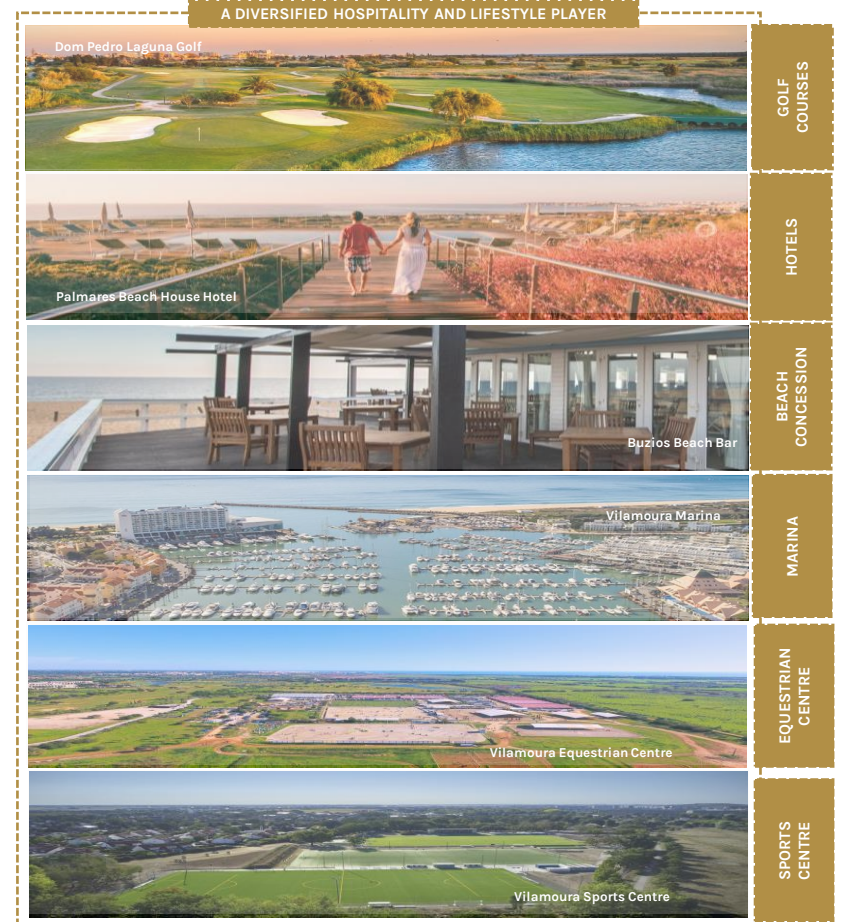 A DIVERSIFIED HOSPITALITY AND LIFESTYLE PLAYER
Dom Pedro Laguna Golf
GOLF
COURSES
Palmares Beach House Hotel
HOTELS
Buzios Beach Bar
BEACH
CONCESSION
Vilamoura Marina
MARINA
Vilamoura Equestrian Centre
EQUESTRIAN
CENTRE
Vilamoura Sports Centre
SPORTS
CENTRE